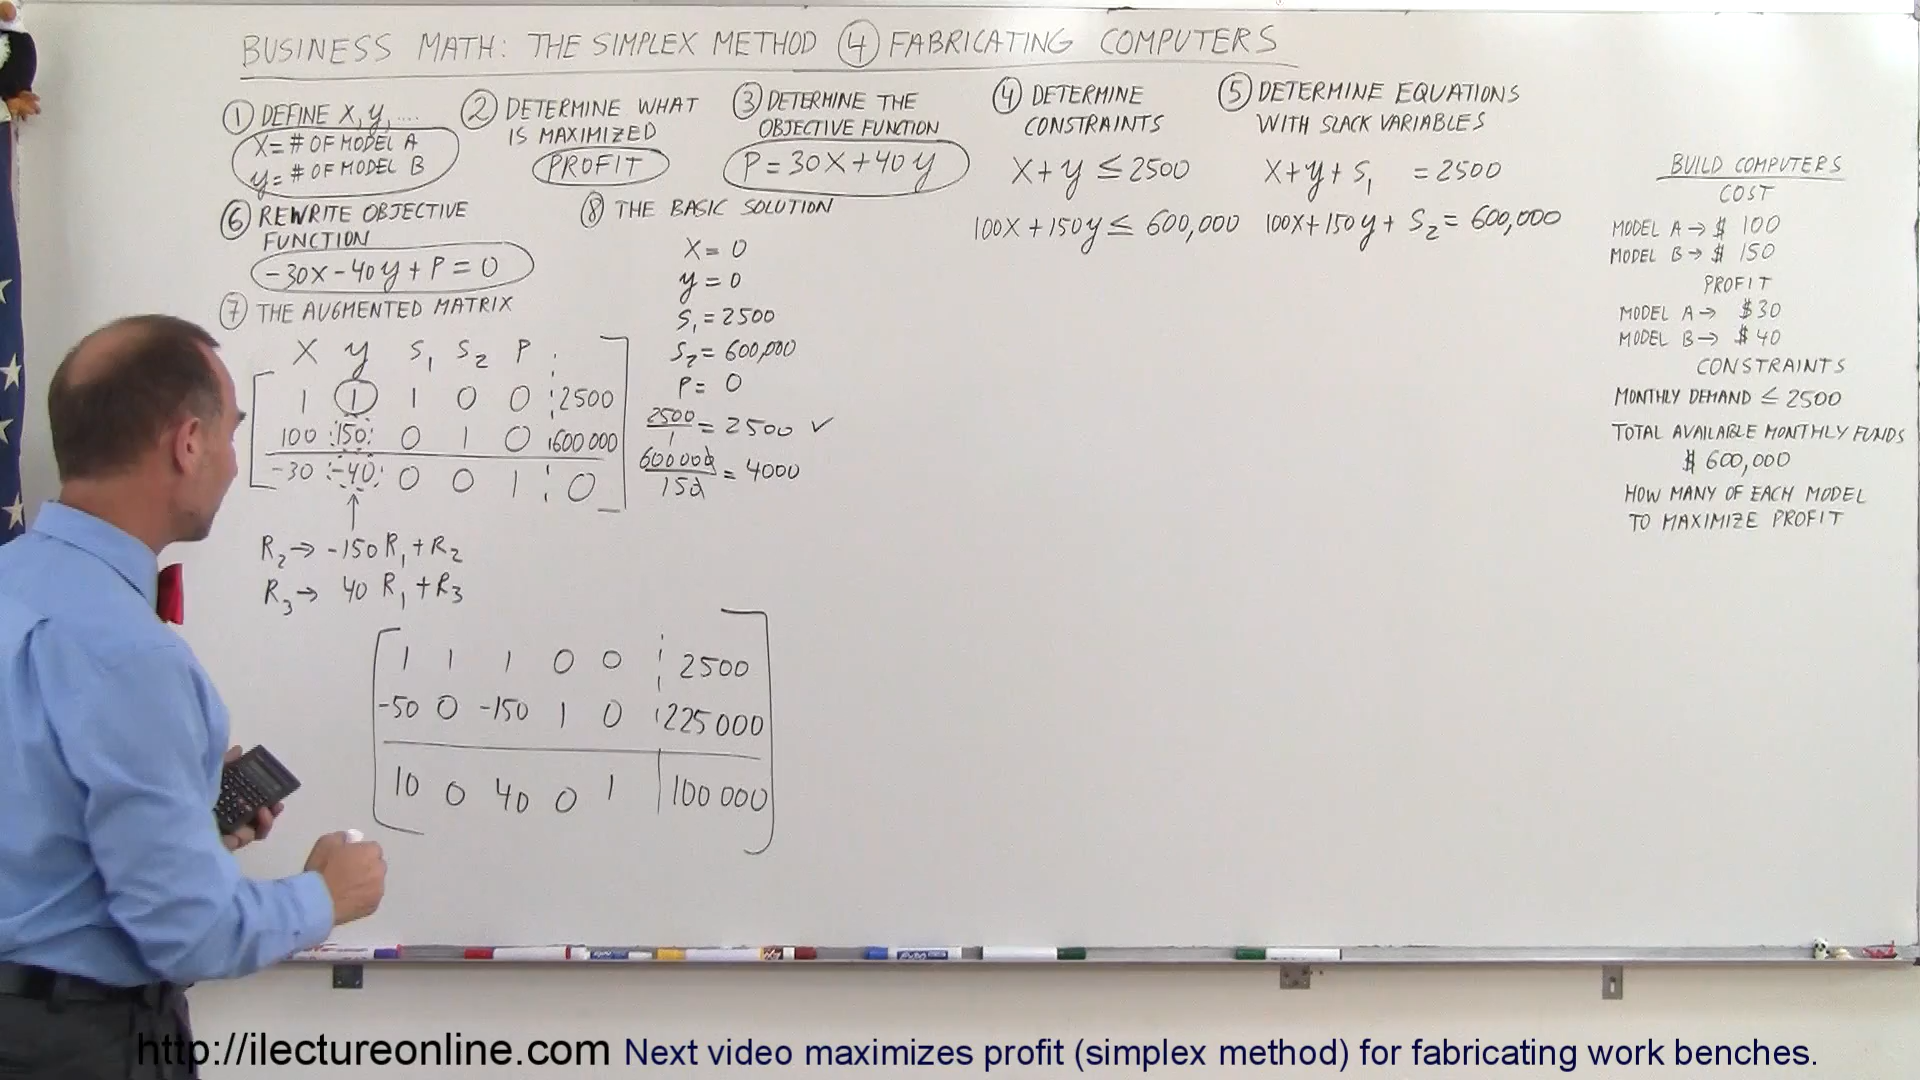 BUSINESS MATH: THE SIMPLEX METHOD ④ FABRICATING COMPUTERS
① DEFINE X, y, ....
X = # OF MODEL A
y = # OF MODEL B
② DETERMINE WHAT
IS MAXIMIZED
PROFIT
③ DETERMINE THE
OBJECTIVE FUNCTION
P = 30X + 40y
④ DETERMINE
CONSTRAINTS
X + y ≤ 2500
100X + 150y ≤ 600,000
⑤ DETERMINE EQUATIONS
WITH SLACK VARIABLES
X + y + S₁ = 2500
100X + 150y + S₂ = 600,000
⑥ REWRITE OBJECTIVE
FUNCTION
-30X - 40y + P = 0
⑦ THE AUGMENTED MATRIX
X y S₁ S₂ P
1 1 1 0 0 2500
100 150 0 1 0 600 000
-30 -40 0 0 1 0
R₂ → -150 R₁ + R₂
R₃ → 40 R₁ + R₃
⑧ THE BASIC SOLUTION
X = 0
y = 0
S₁ = 2500
S₂ = 600,000
P = 0
2500/1 = 2500 ✓
600 000/150 = 4000
1 1 1 0 0 2500
-50 0 -150 1 0 225 000
10 0 40 0 1 100 000
BUILD COMPUTERS
COST
MODEL A → $ 100
MODEL B → $ 150
PROFIT
MODEL A → $30
MODEL B → $ 40
CONSTRAINTS
MONTHLY DEMAND ≤ 2500
TOTAL AVAILABLE MONTHLY FUNDS
$ 600,000
HOW MANY OF EACH MODEL
TO MAXIMIZE PROFIT
http://ilectureonline.com Next video maximizes profit (simplex method) for fabricating work benches.